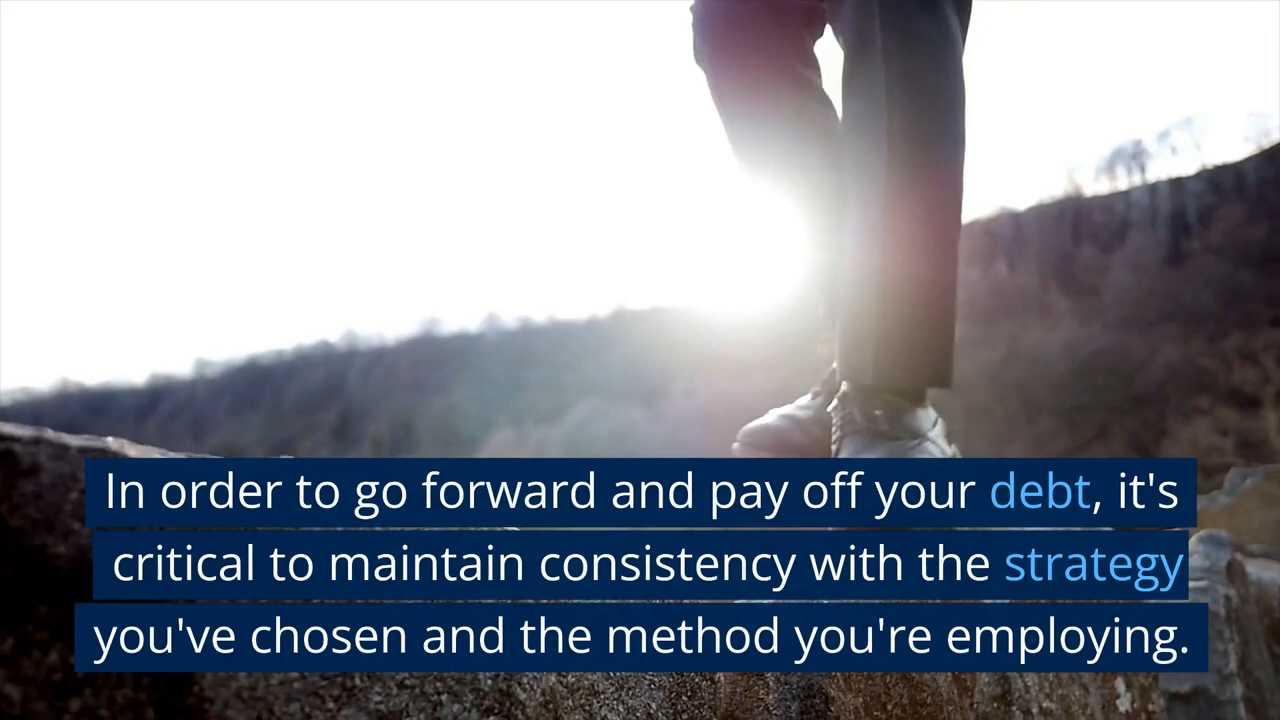 In order to go forward and pay off your debt, it's
critical to maintain consistency with the strategy
you've chosen and the method you're employing.